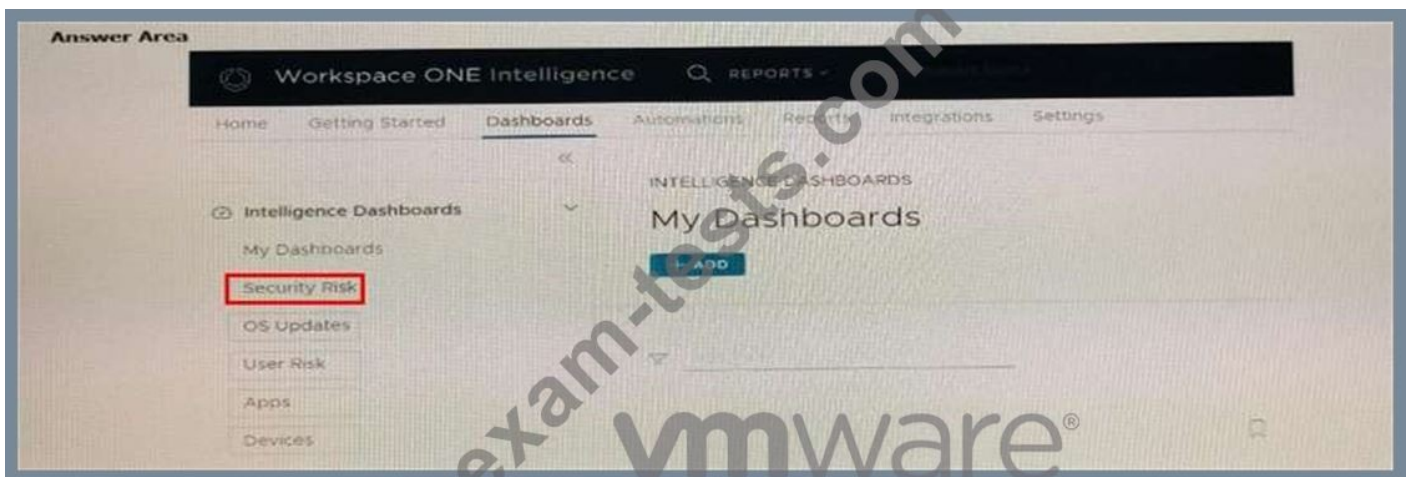 Answer Area
Workspace ONE Intelligence REPORTS
Home Getting Started Dashboards Automations Reports Integrations Settings
INTELLIGENCE DASHBOARDS
Intelligence Dashboards
My Dashboards
My Dashboards
+ ADD
Security Risk
OS Updates
User Risk
Apps
Devices
exam-tests.com
vmware®